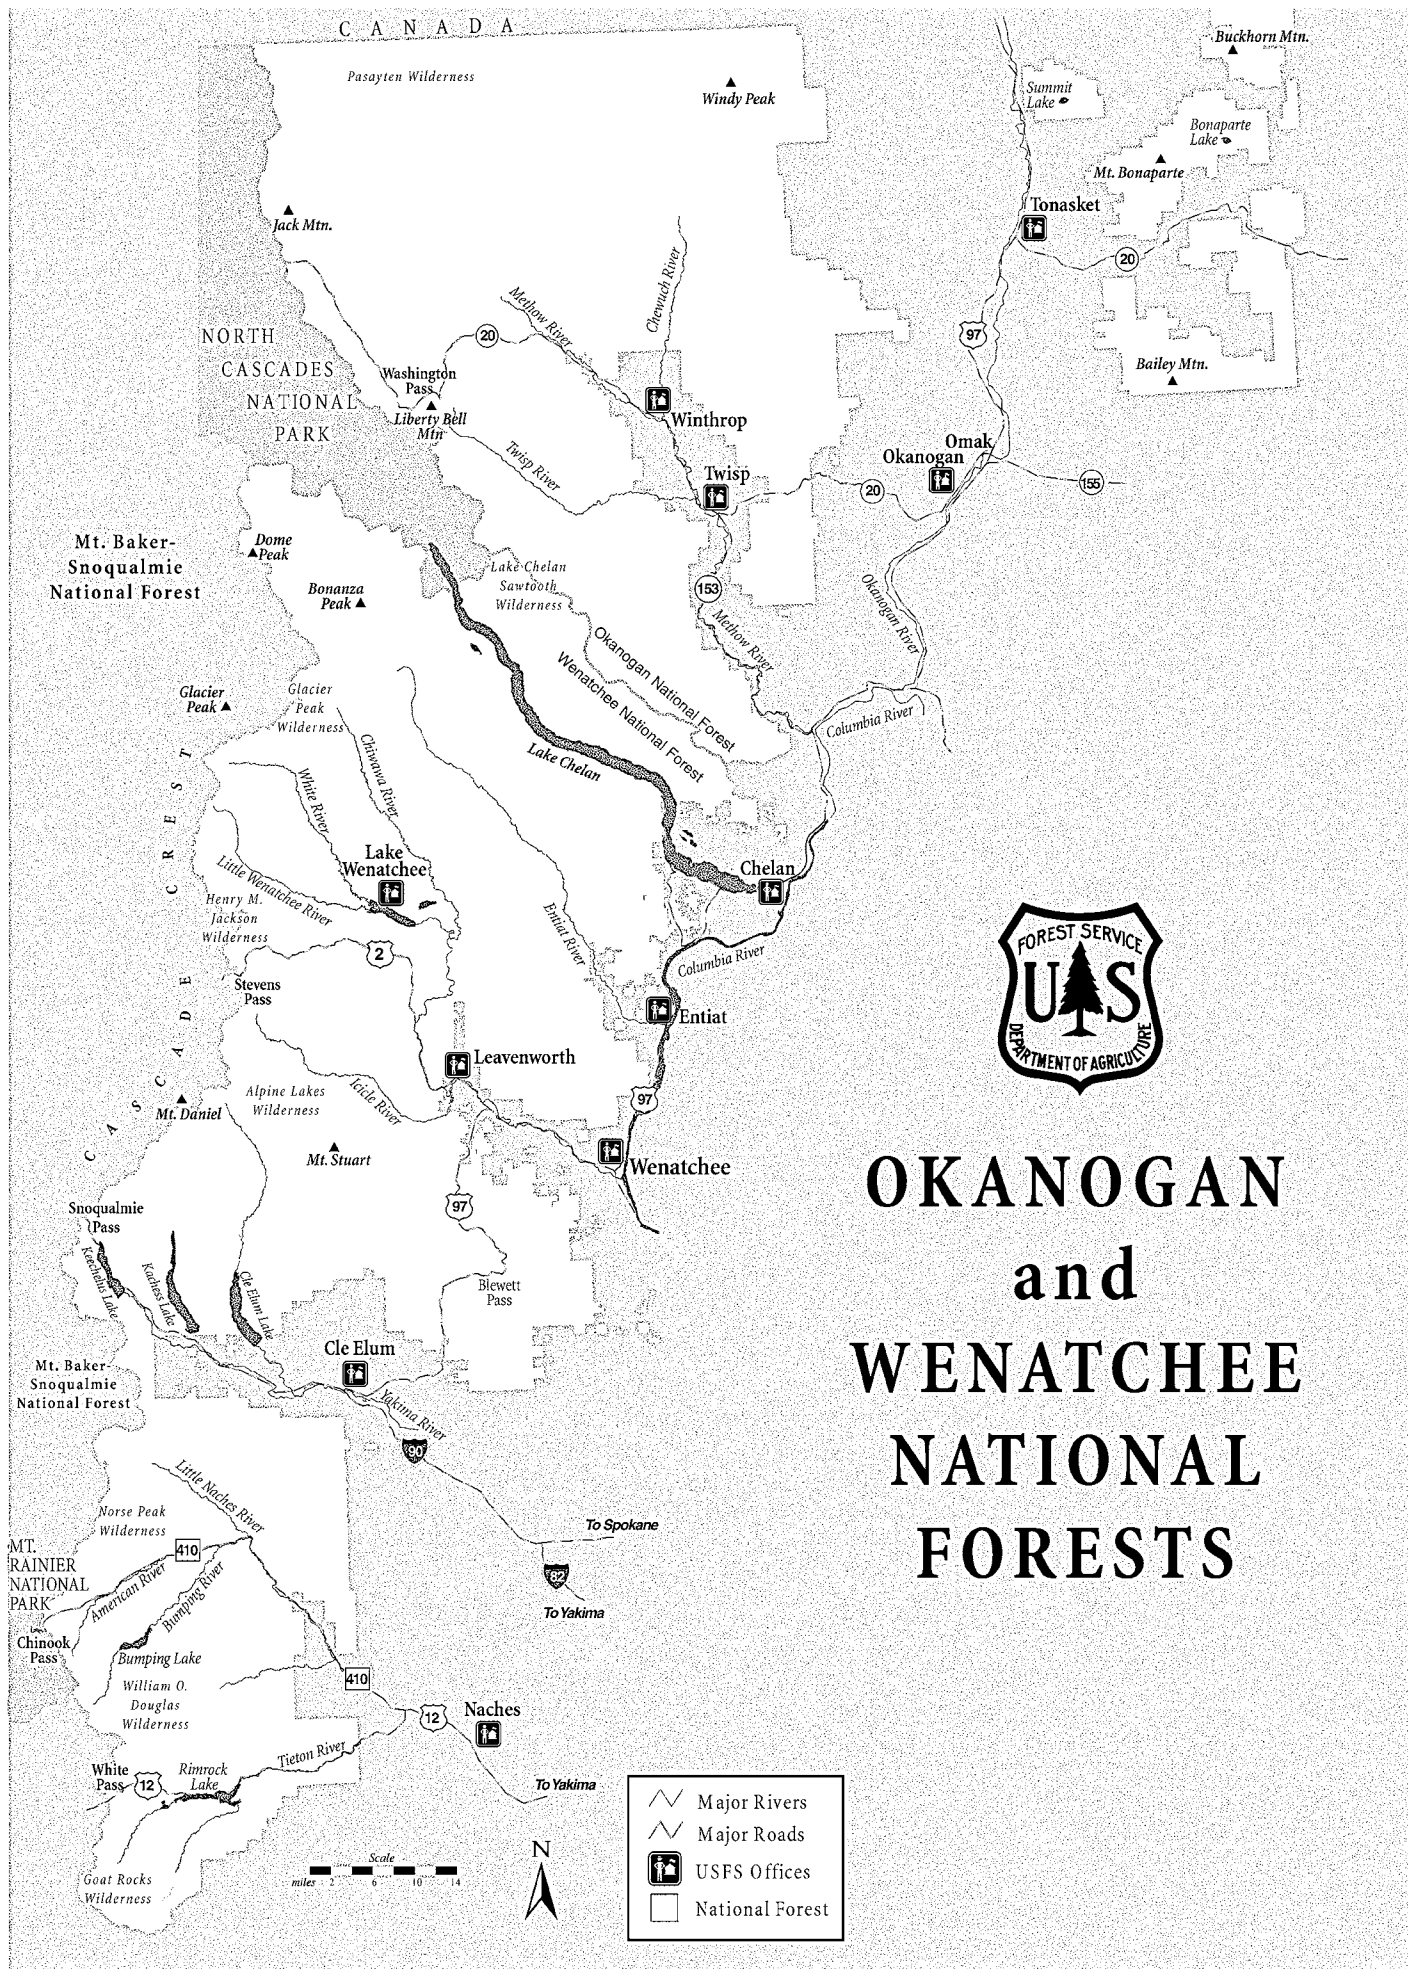 CANADA
Pasayten Wilderness
Windy Peak
Buckhorn Mtn.
Summit
Lake
Bonaparte
Lake
Mt. Bonaparte
Tonasket
Jack Mtn.
20
Chewuch River
Methow River
20
97
NORTH
CASCADES
NATIONAL
PARK
Washington
Pass
Liberty Bell
Mtn
Bailey Mtn.
Winthrop
Omak
Okanogan
Twisp River
Twisp
20
155
Mt. Baker-
Snoqualmie
National Forest
Dome
Peak
Bonanza
Peak
Lake Chelan
Sawtooth
Wilderness
153
Methow River
Okanogan River
Okanogan National Forest
Wenatchee National Forest
Glacier
Peak
Glacier
Peak
Wilderness
Columbia River
Lake Chelan
Chiwawa River
White River
CASCADE CREST
Lake
Wenatchee
Little Wenatchee River
Chelan
Henry M.
Jackson
Wilderness
2
Entiat River
Columbia River
Stevens
Pass
Entiat
Leavenworth
Icicle River
Alpine Lakes
Wilderness
97
Mt. Daniel
Mt. Stuart
Wenatchee
97
Snoqualmie
Pass
Keechelus Lake
Kachess Lake
Cle Elum Lake
Blewett
Pass
Cle Elum
Mt. Baker-
Snoqualmie
National Forest
Yakima River
90
Little Naches River
Norse Peak
Wilderness
To Spokane
82
To Yakima
MT.
RAINIER
NATIONAL
PARK
410
American River
Bumping River
Chinook
Pass
Bumping Lake
William O.
Douglas
Wilderness
410
12
Naches
Tieton River
White
Pass
12
Rimrock
Lake
To Yakima
Goat Rocks
Wilderness
Scale
miles 2 6 10 14
N
Major Rivers
Major Roads
USFS Offices
National Forest
FOREST SERVICE
U S
DEPARTMENT OF AGRICULTURE
OKANOGAN
and
WENATCHEE
NATIONAL
FORESTS